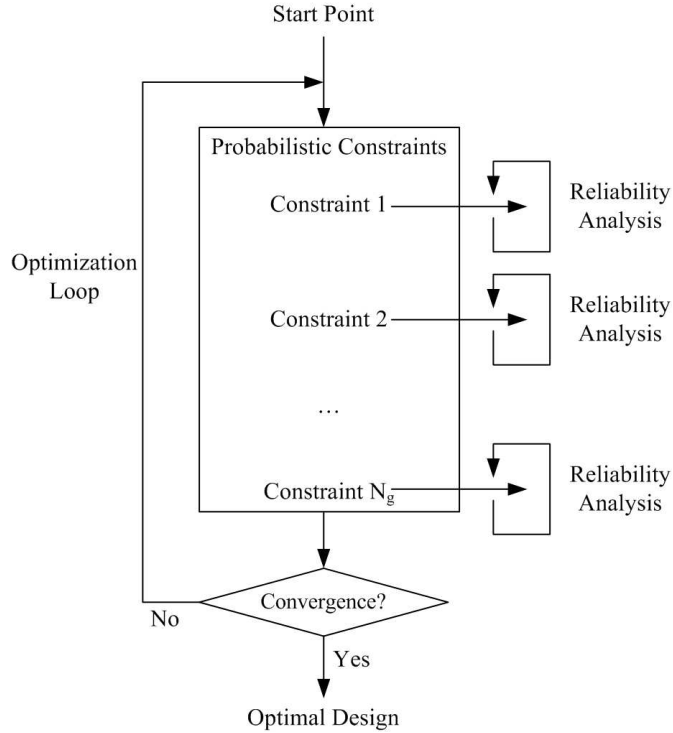 Start Point
Probabilistic Constraints
Constraint 1
Reliability
Analysis
Optimization
Loop
Constraint 2
Reliability
Analysis
...
Constraint Ng
Reliability
Analysis
Convergence?
No
Yes
Optimal Design